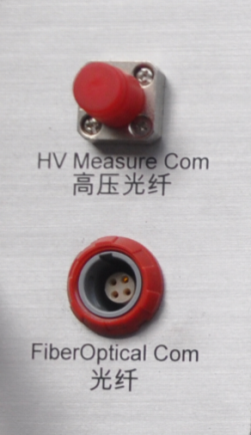 HV Measure Com
高压光纤
FiberOptical Com
光纤